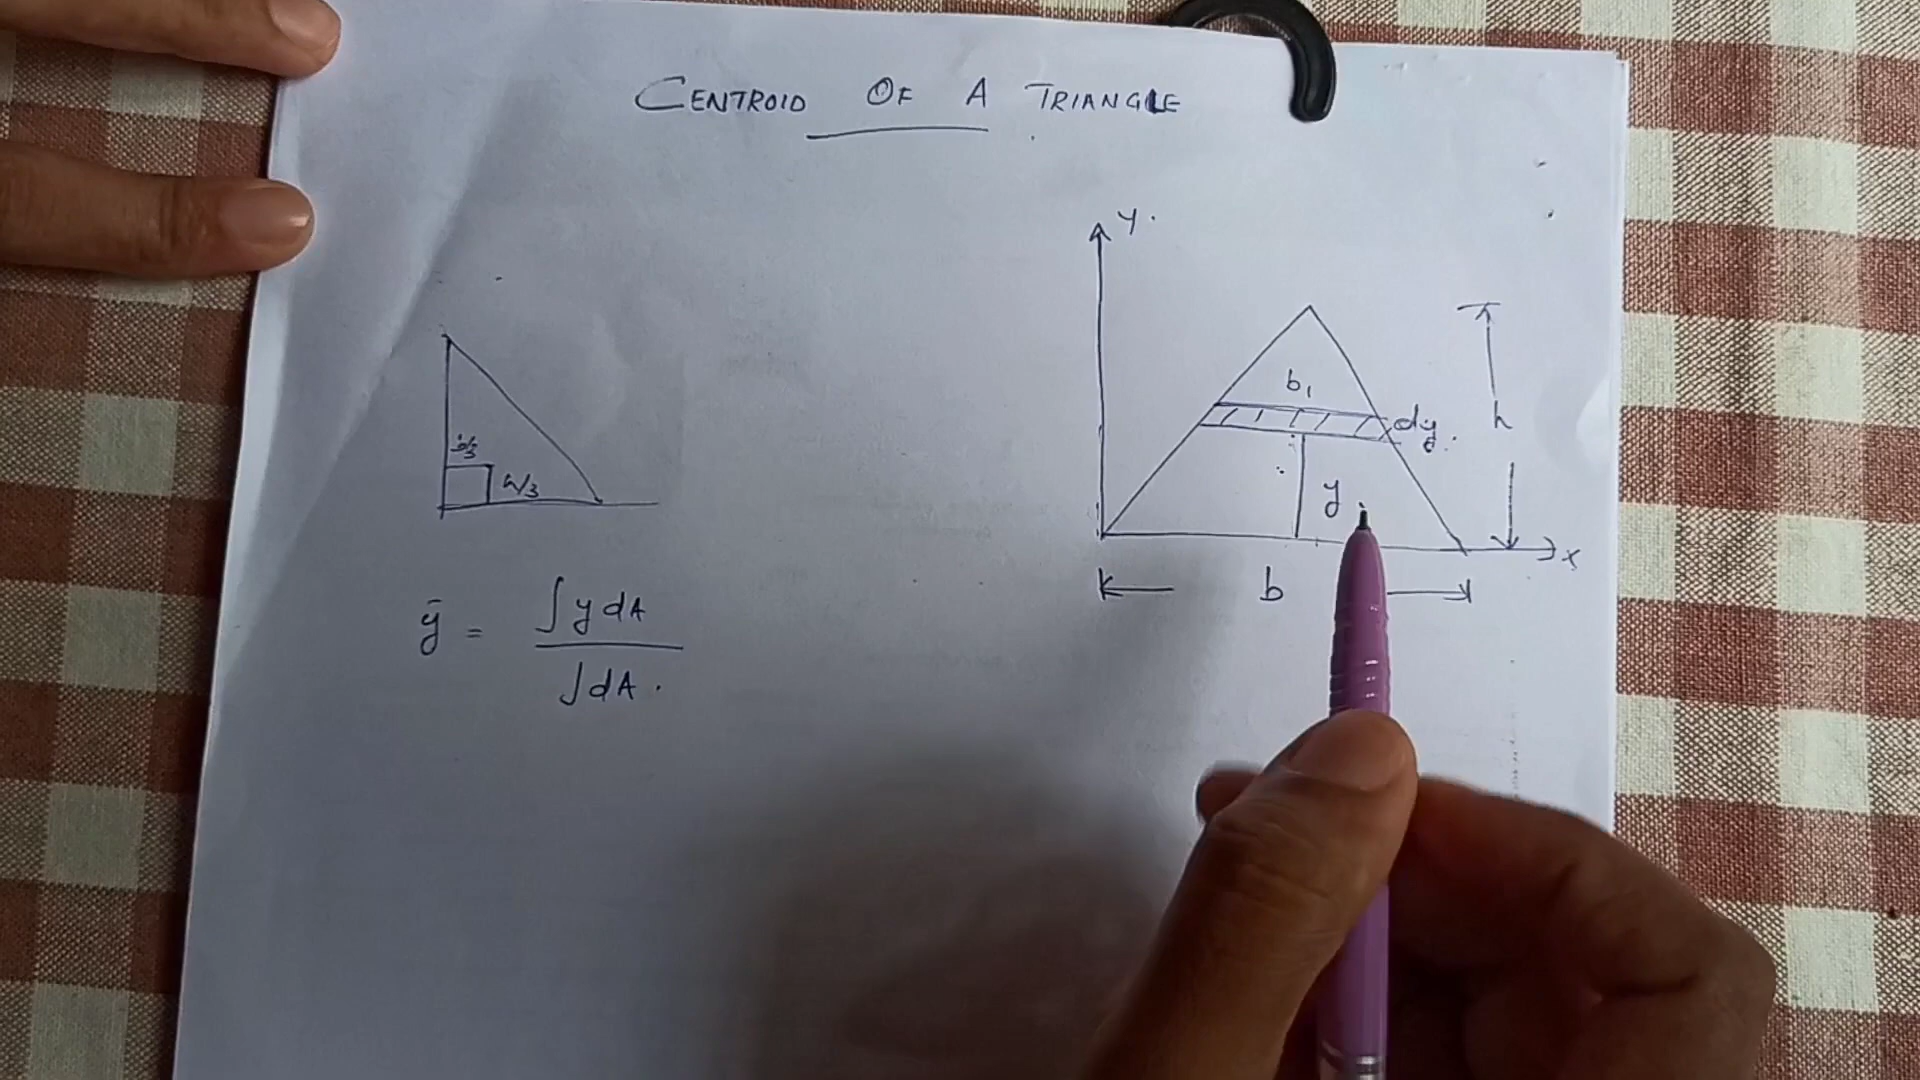 CENTROID OF A TRIANGLE
y.
b₁
dy.
h
b/3
h/3
y
x
b
ȳ = ∫ y dA
∫ dA .